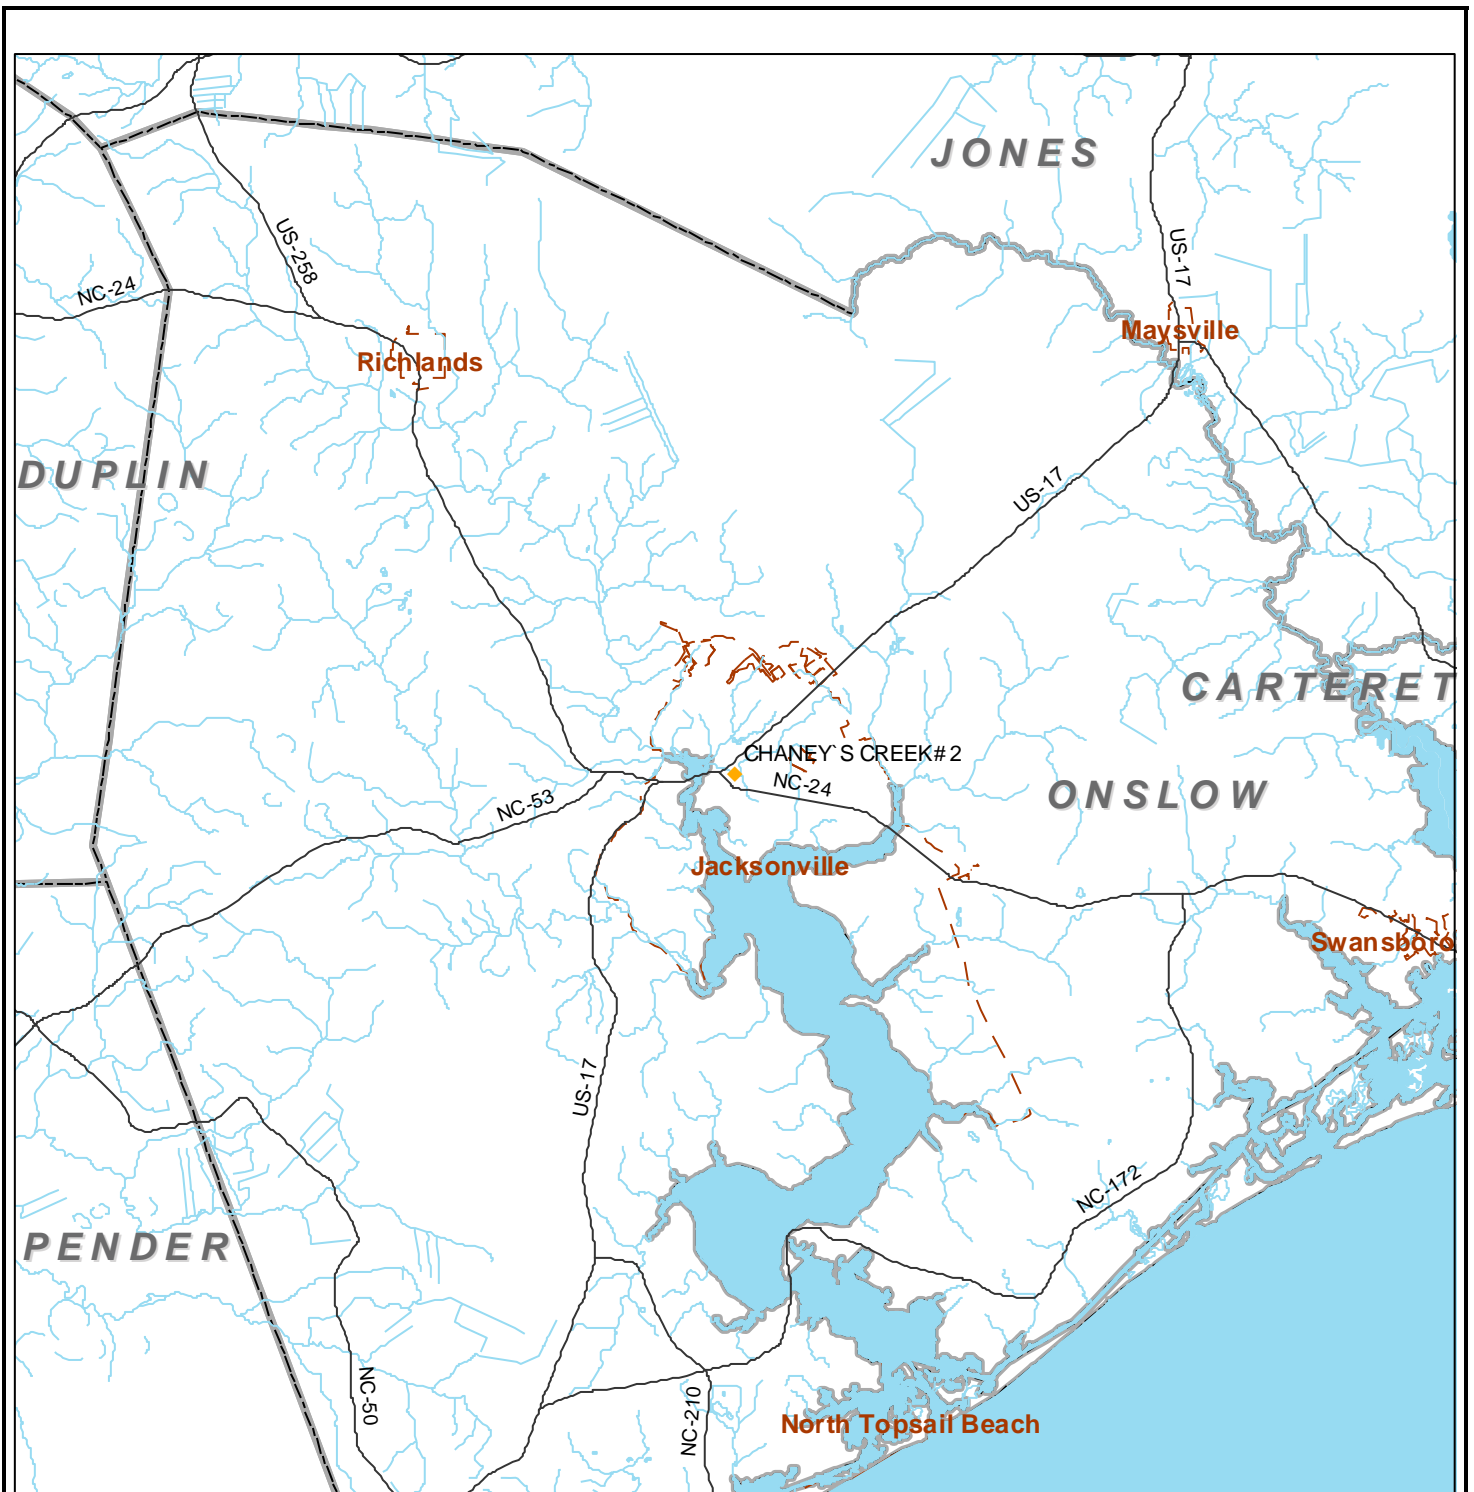 JONES
US-17
US-258
NC-24
Maysville
Richlands
DUPLIN
US-17
CARTERET
CHANEY`S CREEK# 2
NC-24
ONSLOW
NC-53
Jacksonville
Swansboro
US-17
NC-172
PENDER
NC-50
NC-210
North Topsail Beach